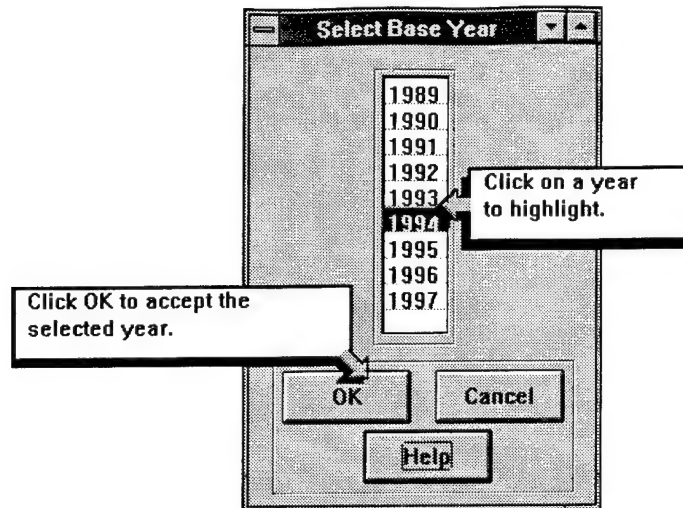 Select Base Year
1989
1990
1991
1992
1993
1994
1995
1996
1997
Click on a year
to highlight.
Click OK to accept the
selected year.
OK
Cancel
Help